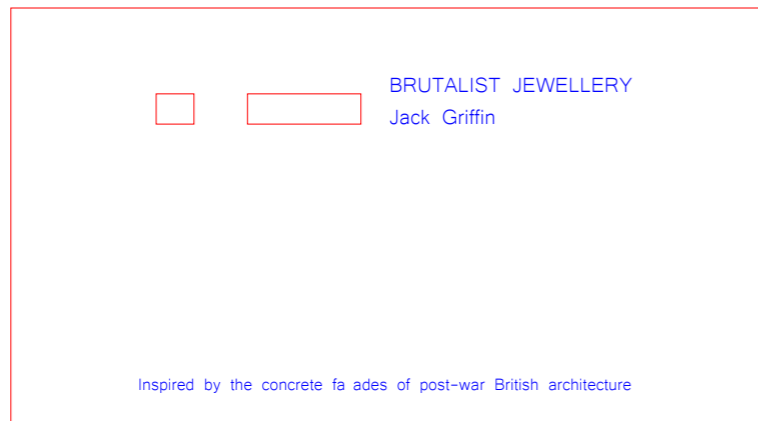 BRUTALIST JEWELLERY
Jack Griffin
Inspired by the concrete fa ades of post-war British architecture